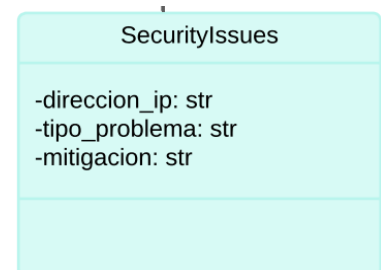 SecurityIssues
-direccion_ip: str
-tipo_problema: str
-mitigacion: str